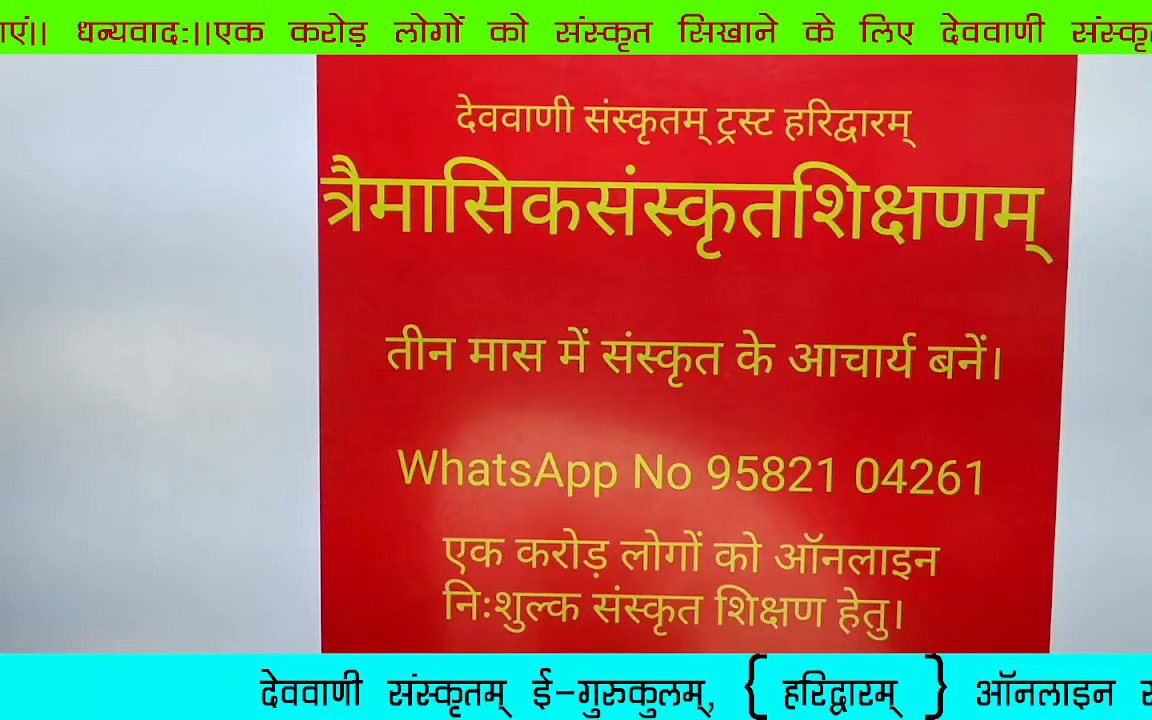 धन्यवादः||एक करोड़ लोगों को संस्कृत सिखाने के लिए देववाणी
देववाणी संस्कृतम् ट्रस्ट हरिद्वारम्
त्रैमासिकसंस्कृतशिक्षणम्
तीन मास में संस्कृत के आचार्य बनें।
WhatsApp No 95821 04261
एक करोड़ लोगों को ऑनलाइन
निःशुल्क संस्कृत शिक्षण हेतु।
देववाणी संस्कृतम् ई-गुरुकुलम्, { हरिद्वारम् } ऑनलाइन